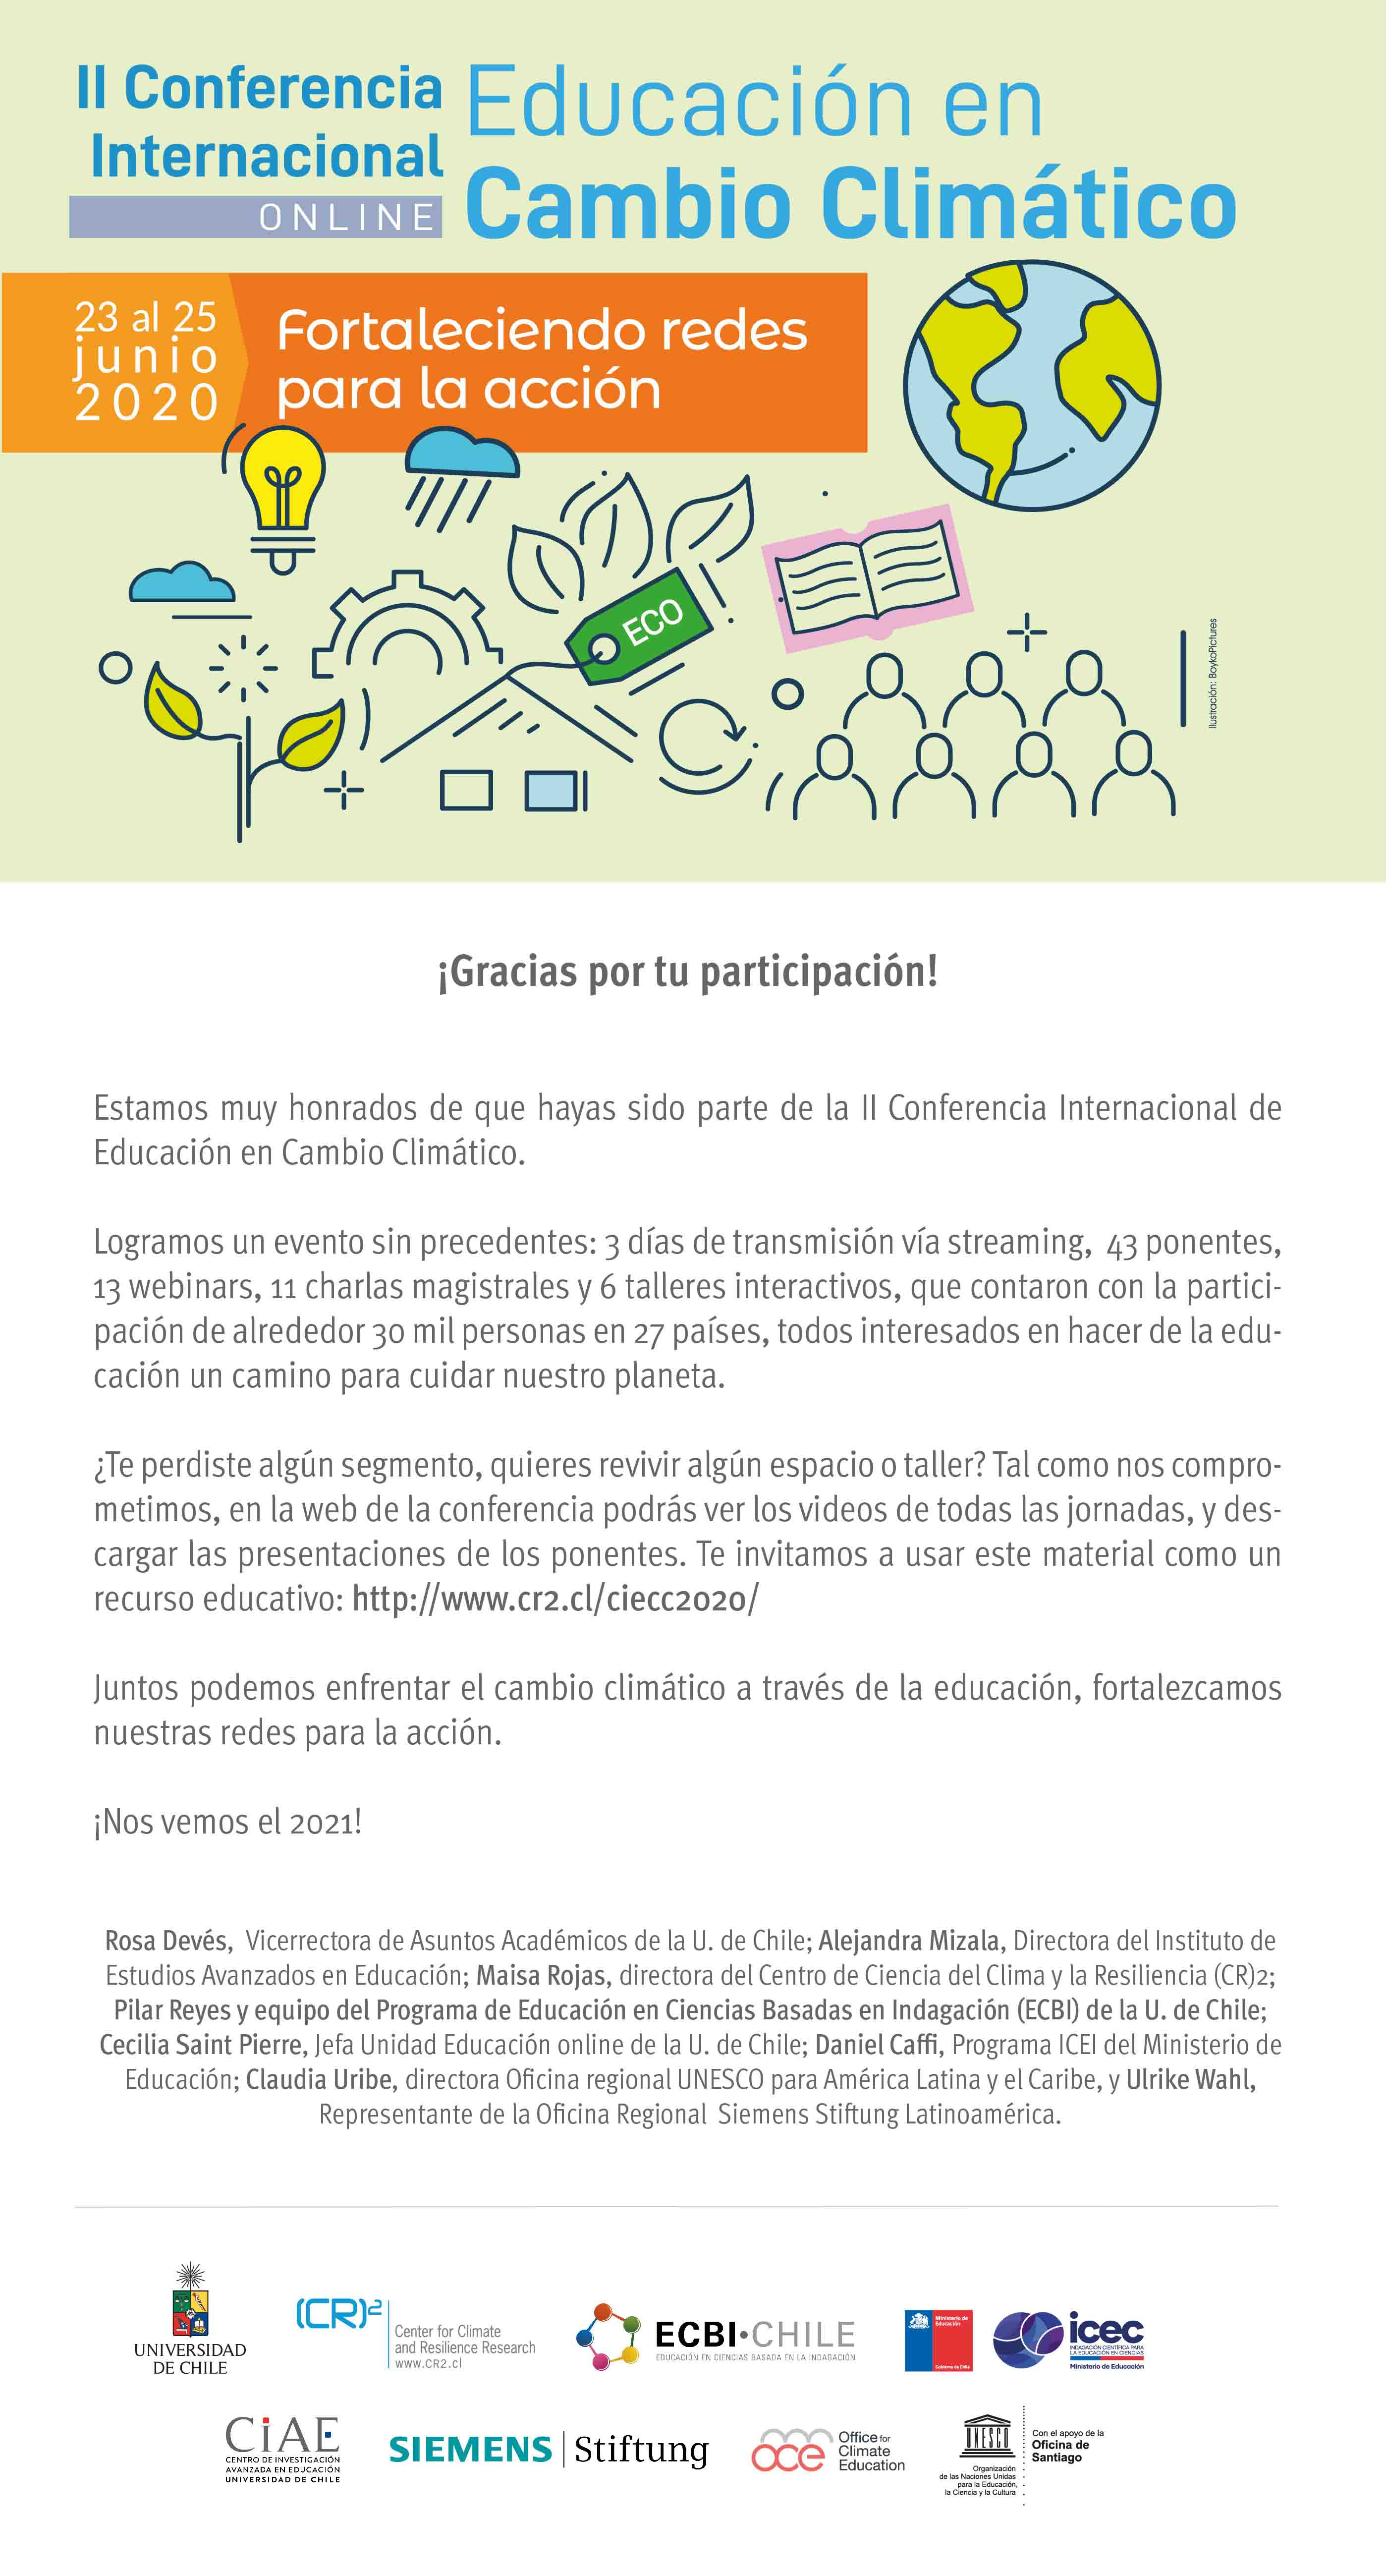 II Conferencia
Internacional
ONLINE
Educación en
Cambio Climático
23 al 25
junio
2020
Fortaleciendo redes
para la acción
ECO
Ilustración: BoykoPictures
¡Gracias por tu participación!
Estamos muy honrados de que hayas sido parte de la II Conferencia Internacional de
Educación en Cambio Climático.
Logramos un evento sin precedentes: 3 días de transmisión vía streaming, 43 ponentes,
13 webinars, 11 charlas magistrales y 6 talleres interactivos, que contaron con la partici-
pación de alrededor 30 mil personas en 27 países, todos interesados en hacer de la edu-
cación un camino para cuidar nuestro planeta.
¿Te perdiste algún segmento, quieres revivir algún espacio o taller? Tal como nos compro-
metimos, en la web de la conferencia podrás ver los videos de todas las jornadas, y des-
cargar las presentaciones de los ponentes. Te invitamos a usar este material como un
recurso educativo: http://www.cr2.cl/ciecc2020/
Juntos podemos enfrentar el cambio climático a través de la educación, fortalezcamos
nuestras redes para la acción.
¡Nos vemos el 2021!
Rosa Devés, Vicerrectora de Asuntos Académicos de la U. de Chile; Alejandra Mizala, Directora del Instituto de
Estudios Avanzados en Educación; Maisa Rojas, directora del Centro de Ciencia del Clima y la Resiliencia (CR)2;
Pilar Reyes y equipo del Programa de Educación en Ciencias Basadas en Indagación (ECBI) de la U. de Chile;
Cecilia Saint Pierre, Jefa Unidad Educación online de la U. de Chile; Daniel Caffi, Programa ICEI del Ministerio de
Educación; Claudia Uribe, directora Oficina regional UNESCO para América Latina y el Caribe, y Ulrike Wahl,
Representante de la Oficina Regional Siemens Stiftung Latinoamérica.
UNIVERSIDAD
DE CHILE
(CR)2
Center for Climate
and Resilience Research
www.CR2.cl
ECBI·CHILE
EDUCACIÓN EN CIENCIAS BASADA EN LA INDAGACIÓN
Ministerio de
Educación
Gobierno de Chile
icec
INDAGACIÓN CIENTÍFICA PARA
LA EDUCACIÓN EN CIENCIAS
Ministerio de Educación
CiAE
CENTRO DE INVESTIGACIÓN
AVANZADA EN EDUCACIÓN
UNIVERSIDAD DE CHILE
SIEMENS | Stiftung
oce
Office for
Climate
Education
UNESCO
Organización
de las Naciones Unidas
para la Educación,
la Ciencia y la Cultura
Con el apoyo de la
Oficina de
Santiago